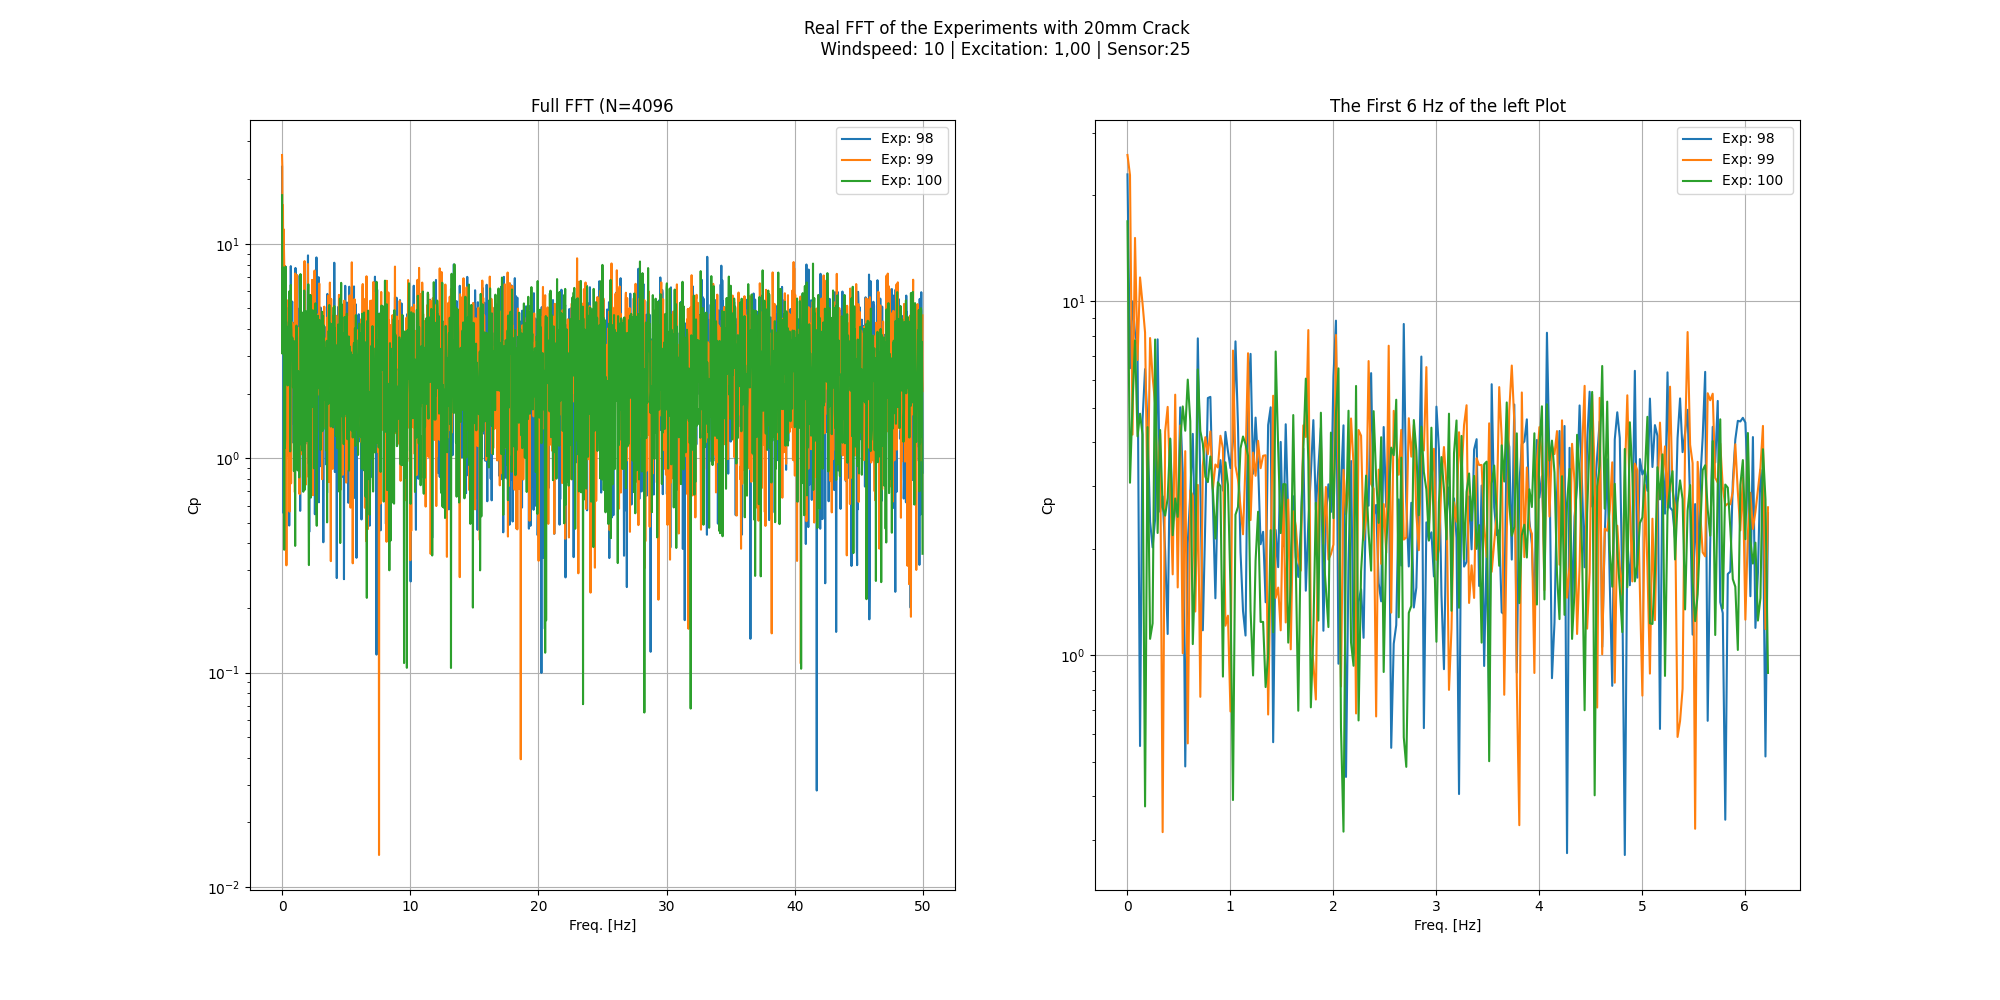 Real FFT of the Experiments with 20mm Crack
Windspeed: 10 | Excitation: 1,00 | Sensor:25
Full FFT (N=4096
Exp: 98
Exp: 99
Exp: 100
10¹
10⁰
10⁻¹
10⁻²
Cp
0 10 20 30 40 50
Freq. [Hz]
The First 6 Hz of the left Plot
Exp: 98
Exp: 99
Exp: 100
10¹
10⁰
Cp
0 1 2 3 4 5 6
Freq. [Hz]